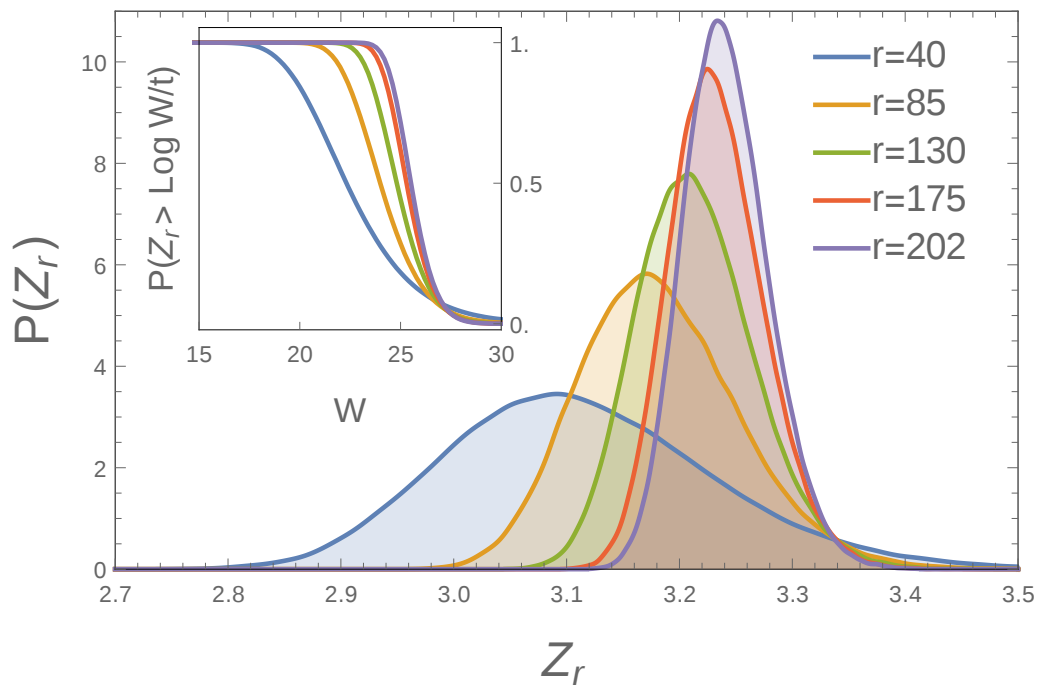 P(Z_r)
10
8
6
4
2
0
2.7 2.8 2.9 3.0 3.1 3.2 3.3 3.4 3.5
Z_r
r=40
r=85
r=130
r=175
r=202
P(Z_r > Log W/t)
1.
0.5
0.
15 20 25 30
W